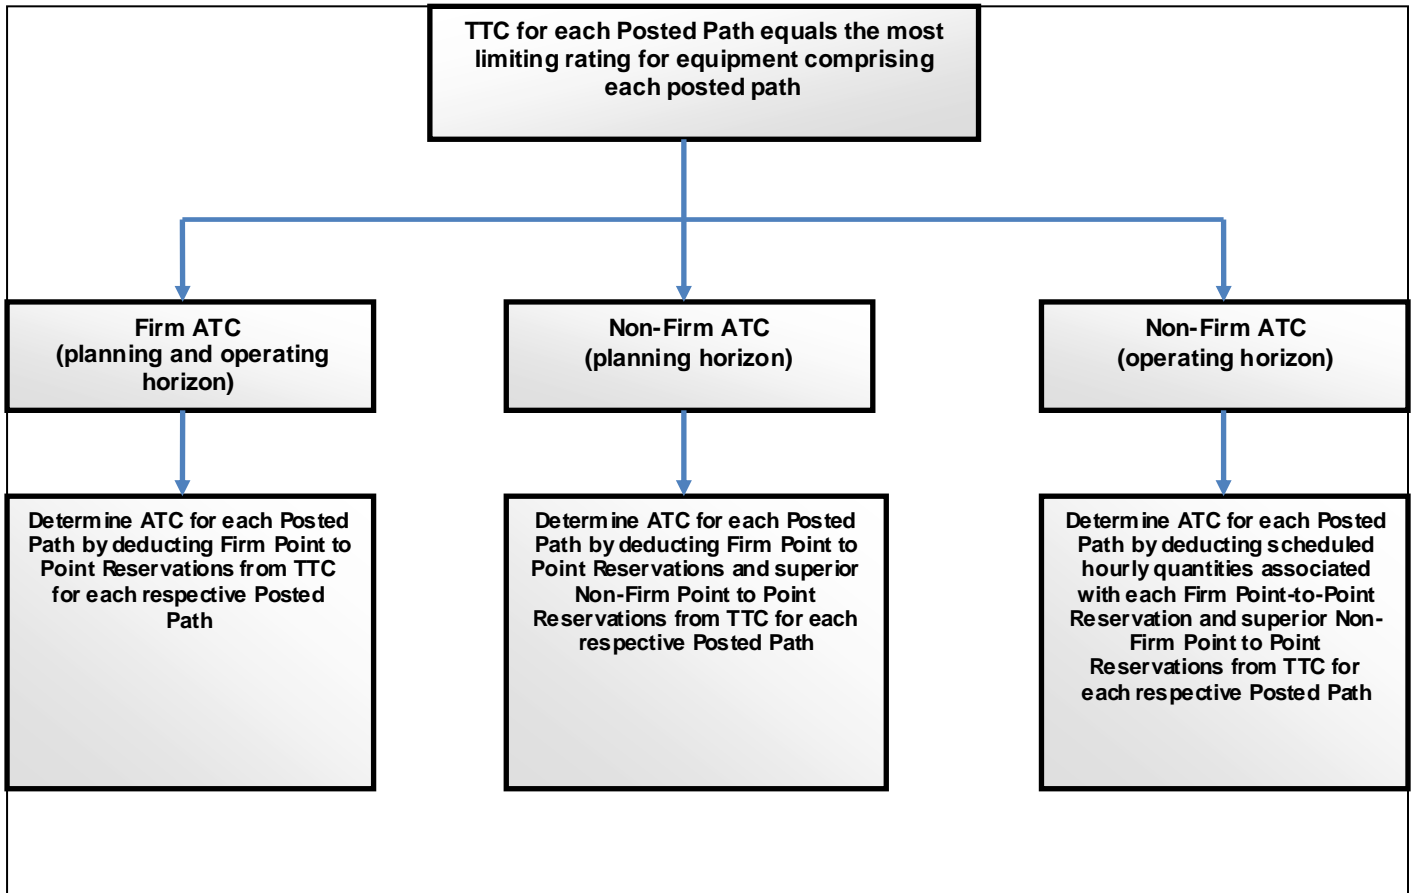 TTC for each Posted Path equals the most
limiting rating for equipment comprising
each posted path
Firm ATC
(planning and operating
horizon)
Non-Firm ATC
(planning horizon)
Non-Firm ATC
(operating horizon)
Determine ATC for each Posted
Path by deducting Firm Point to
Point Reservations from TTC
for each respective Posted
Path
Determine ATC for each Posted
Path by deducting Firm Point to
Point Reservations and superior
Non-Firm Point to Point
Reservations from TTC for each
respective Posted Path
Determine ATC for each Posted
Path by deducting scheduled
hourly quantities associated
with each Firm Point-to-Point
Reservation and superior Non-
Firm Point to Point
Reservations from TTC for
each respective Posted Path